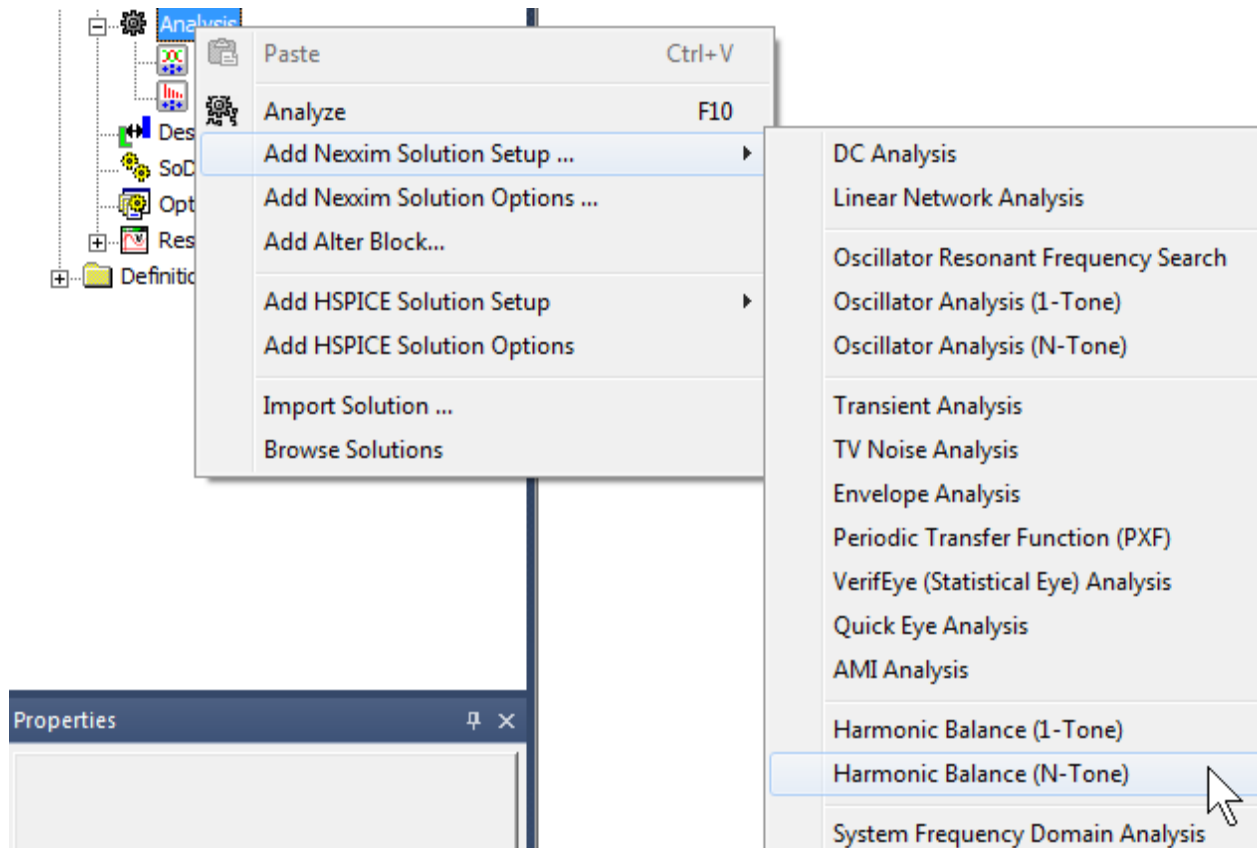 Analysis
Paste Ctrl+V
Analyze F10
Des
Add Nexxim Solution Setup ...
SoD
Add Nexxim Solution Options ...
Opt
Add Alter Block...
Res
Definitio
Add HSPICE Solution Setup
Add HSPICE Solution Options
Import Solution ...
Browse Solutions
DC Analysis
Linear Network Analysis
Oscillator Resonant Frequency Search
Oscillator Analysis (1-Tone)
Oscillator Analysis (N-Tone)
Transient Analysis
TV Noise Analysis
Envelope Analysis
Periodic Transfer Function (PXF)
VerifEye (Statistical Eye) Analysis
Quick Eye Analysis
AMI Analysis
Harmonic Balance (1-Tone)
Harmonic Balance (N-Tone)
System Frequency Domain Analysis
Properties